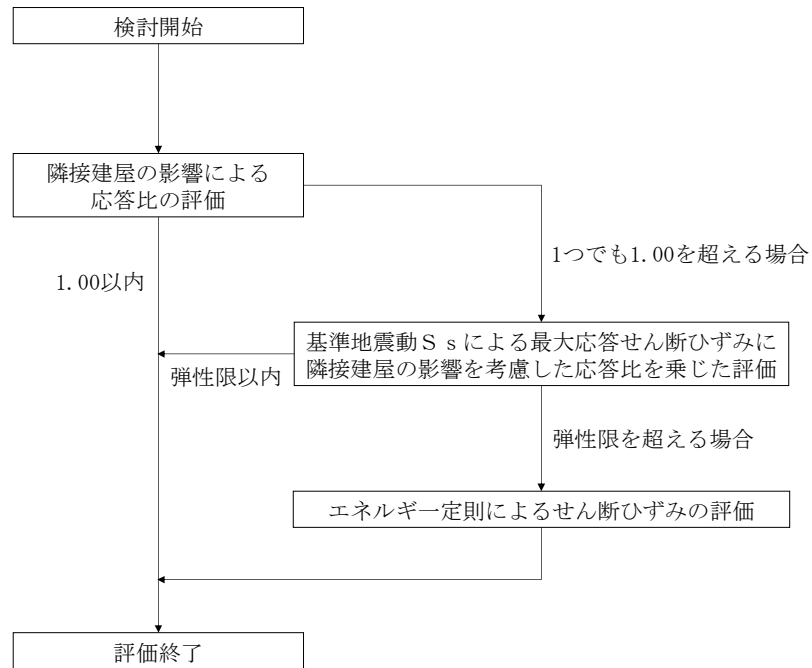 検討開始
隣接建屋の影響による
応答比の評価
1つでも1.00を超える場合
1.00以内
基準地震動Ｓｓによる最大応答せん断ひずみに
隣接建屋の影響を考慮した応答比を乗じた評価
弾性限以内
弾性限を超える場合
エネルギー定則によるせん断ひずみの評価
評価終了